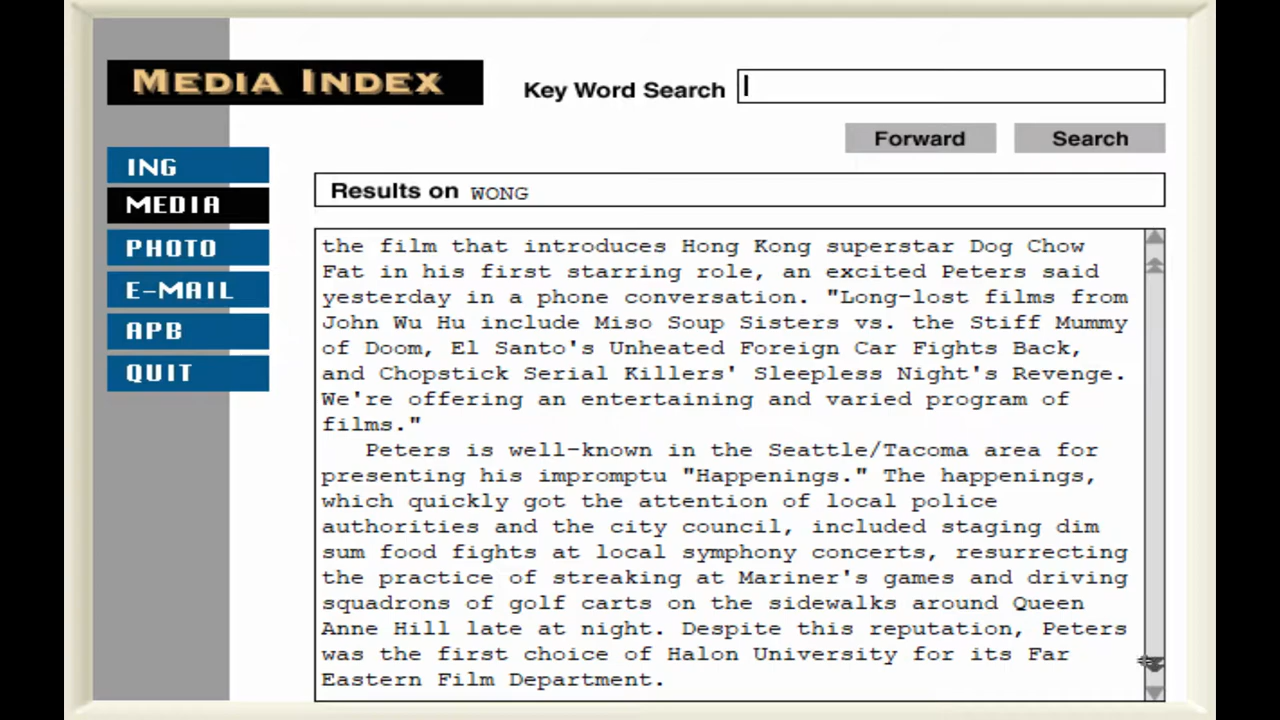 MEDIA INDEX
Key Word Search
Forward
Search
ING
MEDIA
PHOTO
E-MAIL
APB
QUIT
Results on WONG
the film that introduces Hong Kong superstar Dog Chow
Fat in his first starring role, an excited Peters said
yesterday in a phone conversation. "Long-lost films from
John Wu Hu include Miso Soup Sisters vs. the Stiff Mummy
of Doom, El Santo's Unheated Foreign Car Fights Back,
and Chopstick Serial Killers' Sleepless Night's Revenge.
We're offering an entertaining and varied program of
films."
Peters is well-known in the Seattle/Tacoma area for
presenting his impromptu "Happenings." The happenings,
which quickly got the attention of local police
authorities and the city council, included staging dim
sum food fights at local symphony concerts, resurrecting
the practice of streaking at Mariner's games and driving
squadrons of golf carts on the sidewalks around Queen
Anne Hill late at night. Despite this reputation, Peters
was the first choice of Halon University for its Far
Eastern Film Department.